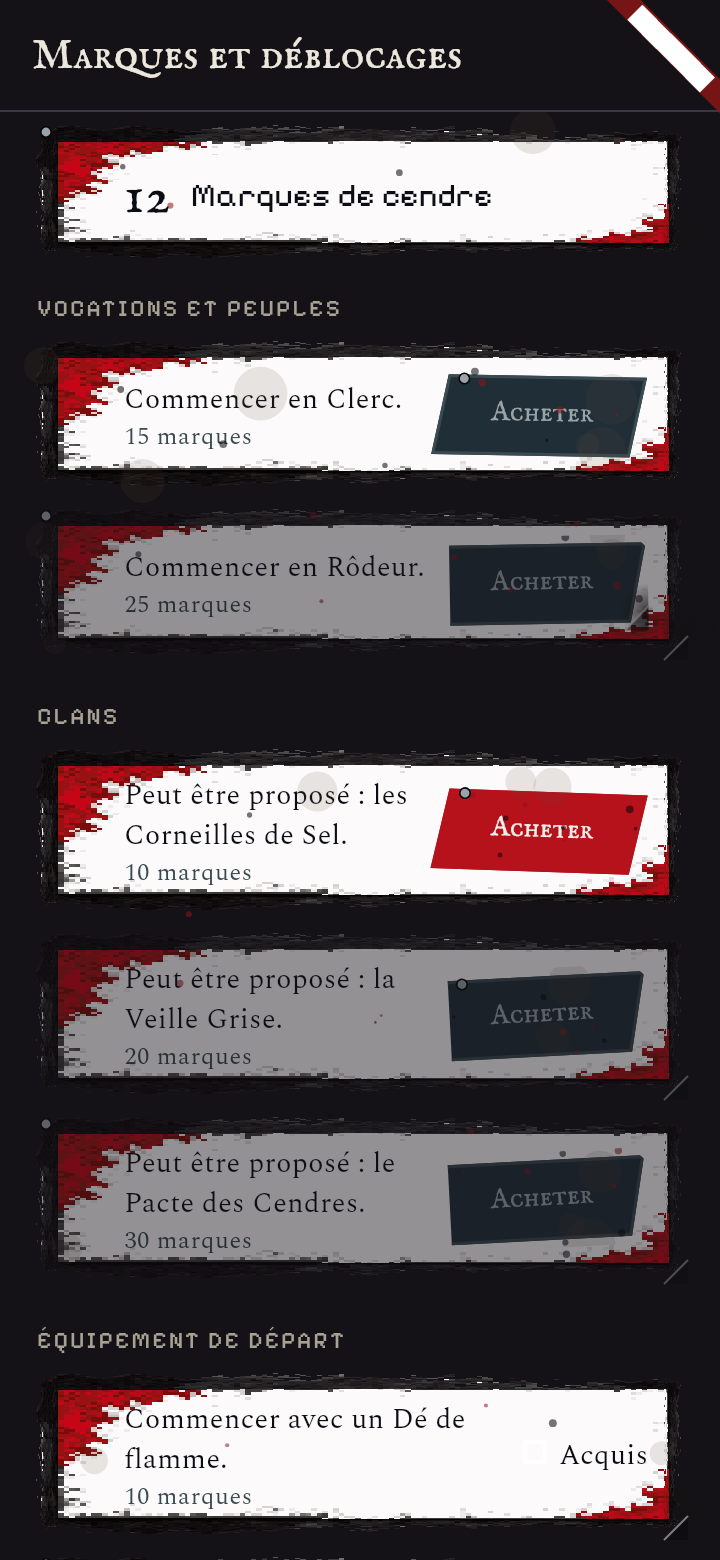 Marques et déblocages
12 Marques de cendre
VOCATIONS ET PEUPLES
Commencer en Clerc.
15 marques
Acheter
Commencer en Rôdeur.
25 marques
Acheter
CLANS
Peut être proposé : les
Corneilles de Sel.
10 marques
Acheter
Peut être proposé : la
Veille Grise.
20 marques
Acheter
Peut être proposé : le
Pacte des Cendres.
30 marques
Acheter
ÉQUIPEMENT DE DÉPART
Commencer avec un Dé de
flamme.
10 marques
Acquis